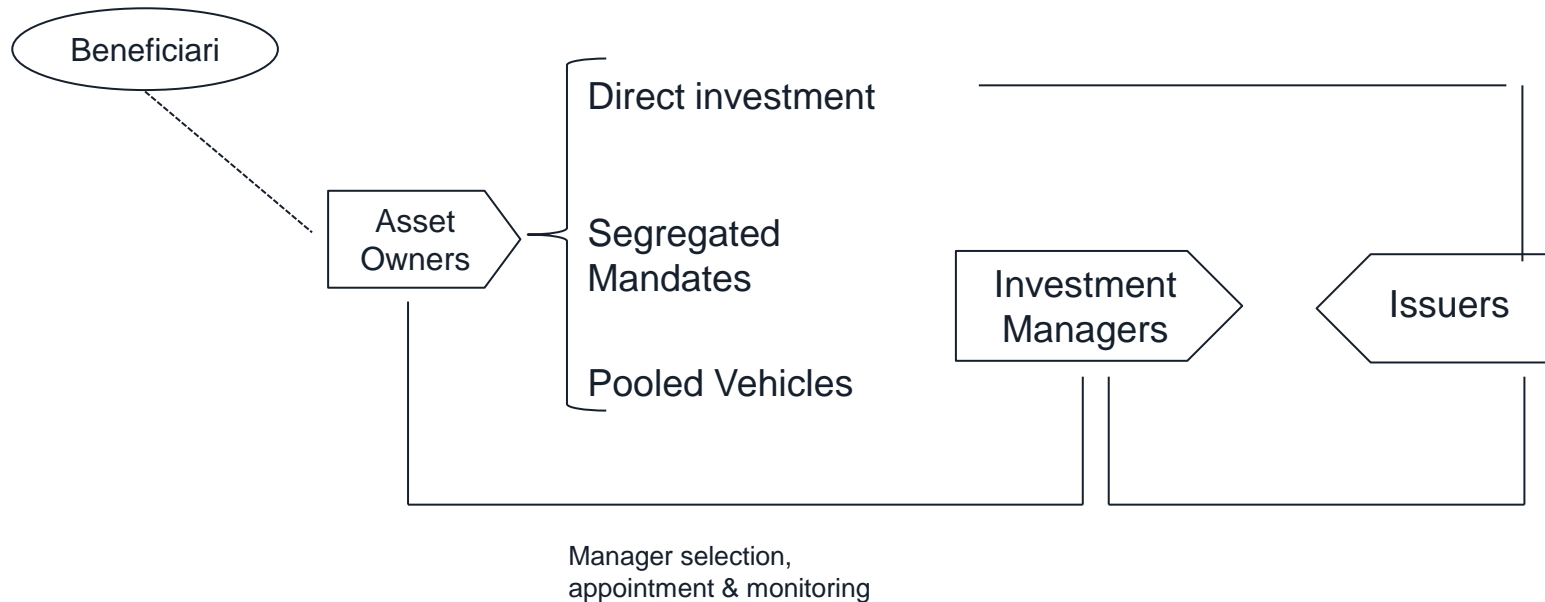 Beneficiari
Direct investment
Asset
Owners
Segregated
Mandates
Investment
Managers
Issuers
Pooled Vehicles
Manager selection,
appointment & monitoring